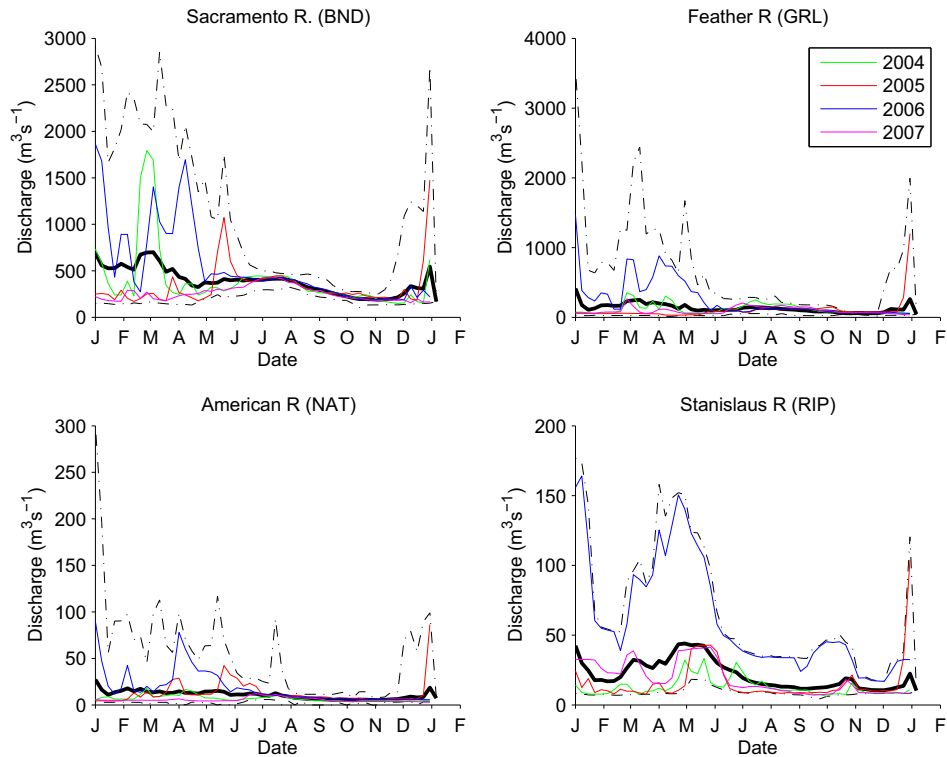 Sacramento R. (BND)
3000
2500
2000
1500
1000
500
0
Discharge (m³s⁻¹)
J F M A M J J A S O N D J F
Date
Feather R (GRL)
4000
3000
2000
1000
0
Discharge (m³s⁻¹)
J F M A M J J A S O N D J F
Date
2004
2005
2006
2007
American R (NAT)
300
250
200
150
100
50
0
Discharge (m³s⁻¹)
J F M A M J J A S O N D J F
Date
Stanislaus R (RIP)
200
150
100
50
0
Discharge (m³s⁻¹)
J F M A M J J A S O N D J F
Date